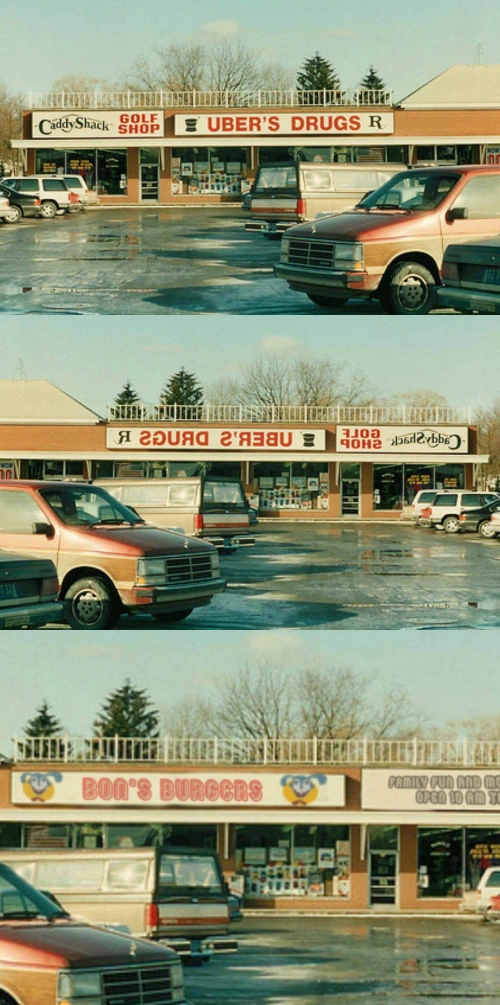 CaddyShack
GOLF
SHOP
UBER'S DRUGS R
R UBER'S DRUGS
GOLF
SHOP
CaddyShack
BON'S BURGERS
FAMILY FUN AND
OPEN 10 AM